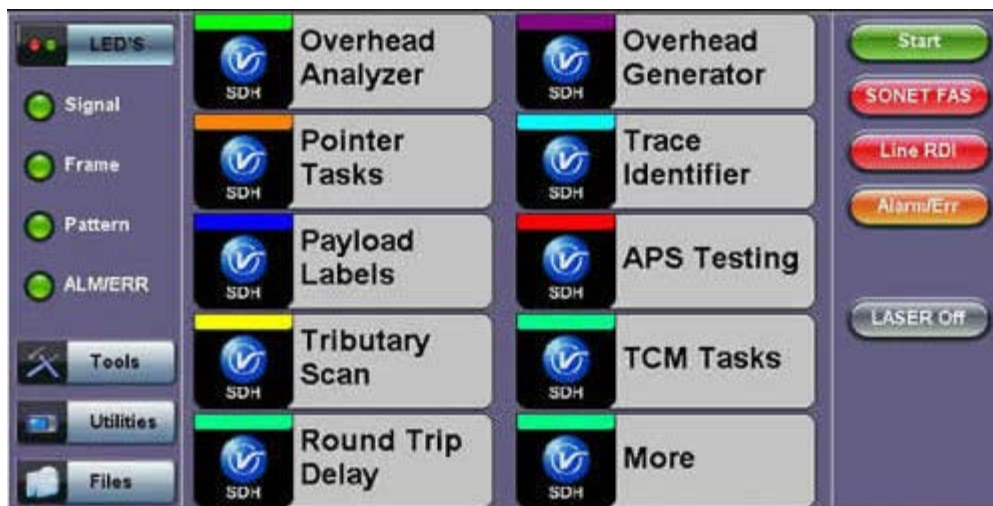 LED'S
Signal
Frame
Pattern
ALM/ERR
Tools
Utilities
Files
SDH
Overhead
Analyzer
SDH
Overhead
Generator
SDH
Pointer
Tasks
SDH
Trace
Identifier
SDH
Payload
Labels
SDH
APS Testing
SDH
Tributary
Scan
SDH
TCM Tasks
SDH
Round Trip
Delay
SDH
More
Start
SONET FAS
Line RDI
Alarm/Err
LASER Off